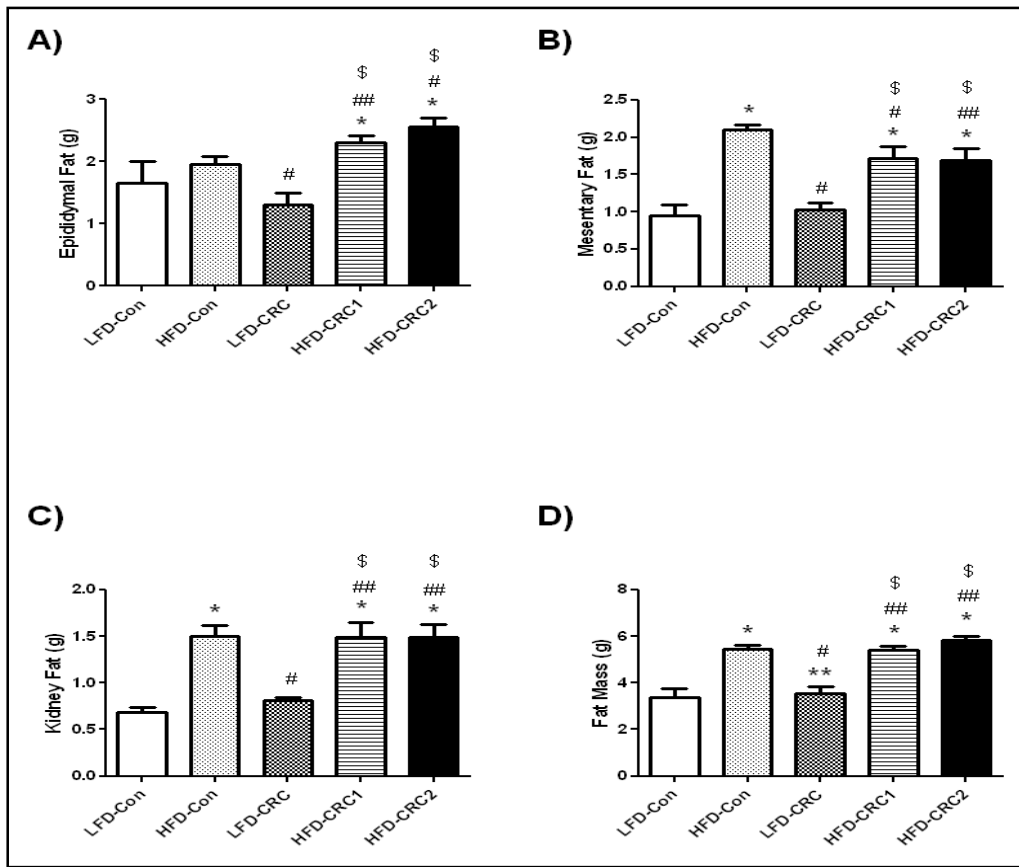 A)
$ $
## #
# * *
Epididymal Fat (g)
3
2
1
0
LFD-Con HFD-Con LFD-CRC HFD-CRC1 HFD-CRC2
B)
$ $
* # ##
# * *
Mesentary Fat (g)
2.5
2.0
1.5
1.0
0.5
0.0
LFD-Con HFD-Con LFD-CRC HFD-CRC1 HFD-CRC2
C)
$ $
## ##
* # * *
Kidney Fat (g)
2.0
1.5
1.0
0.5
0.0
LFD-Con HFD-Con LFD-CRC HFD-CRC1 HFD-CRC2
D)
$ $
## ##
* # * *
**
Fat Mass (g)
8
6
4
2
0
LFD-Con HFD-Con LFD-CRC HFD-CRC1 HFD-CRC2